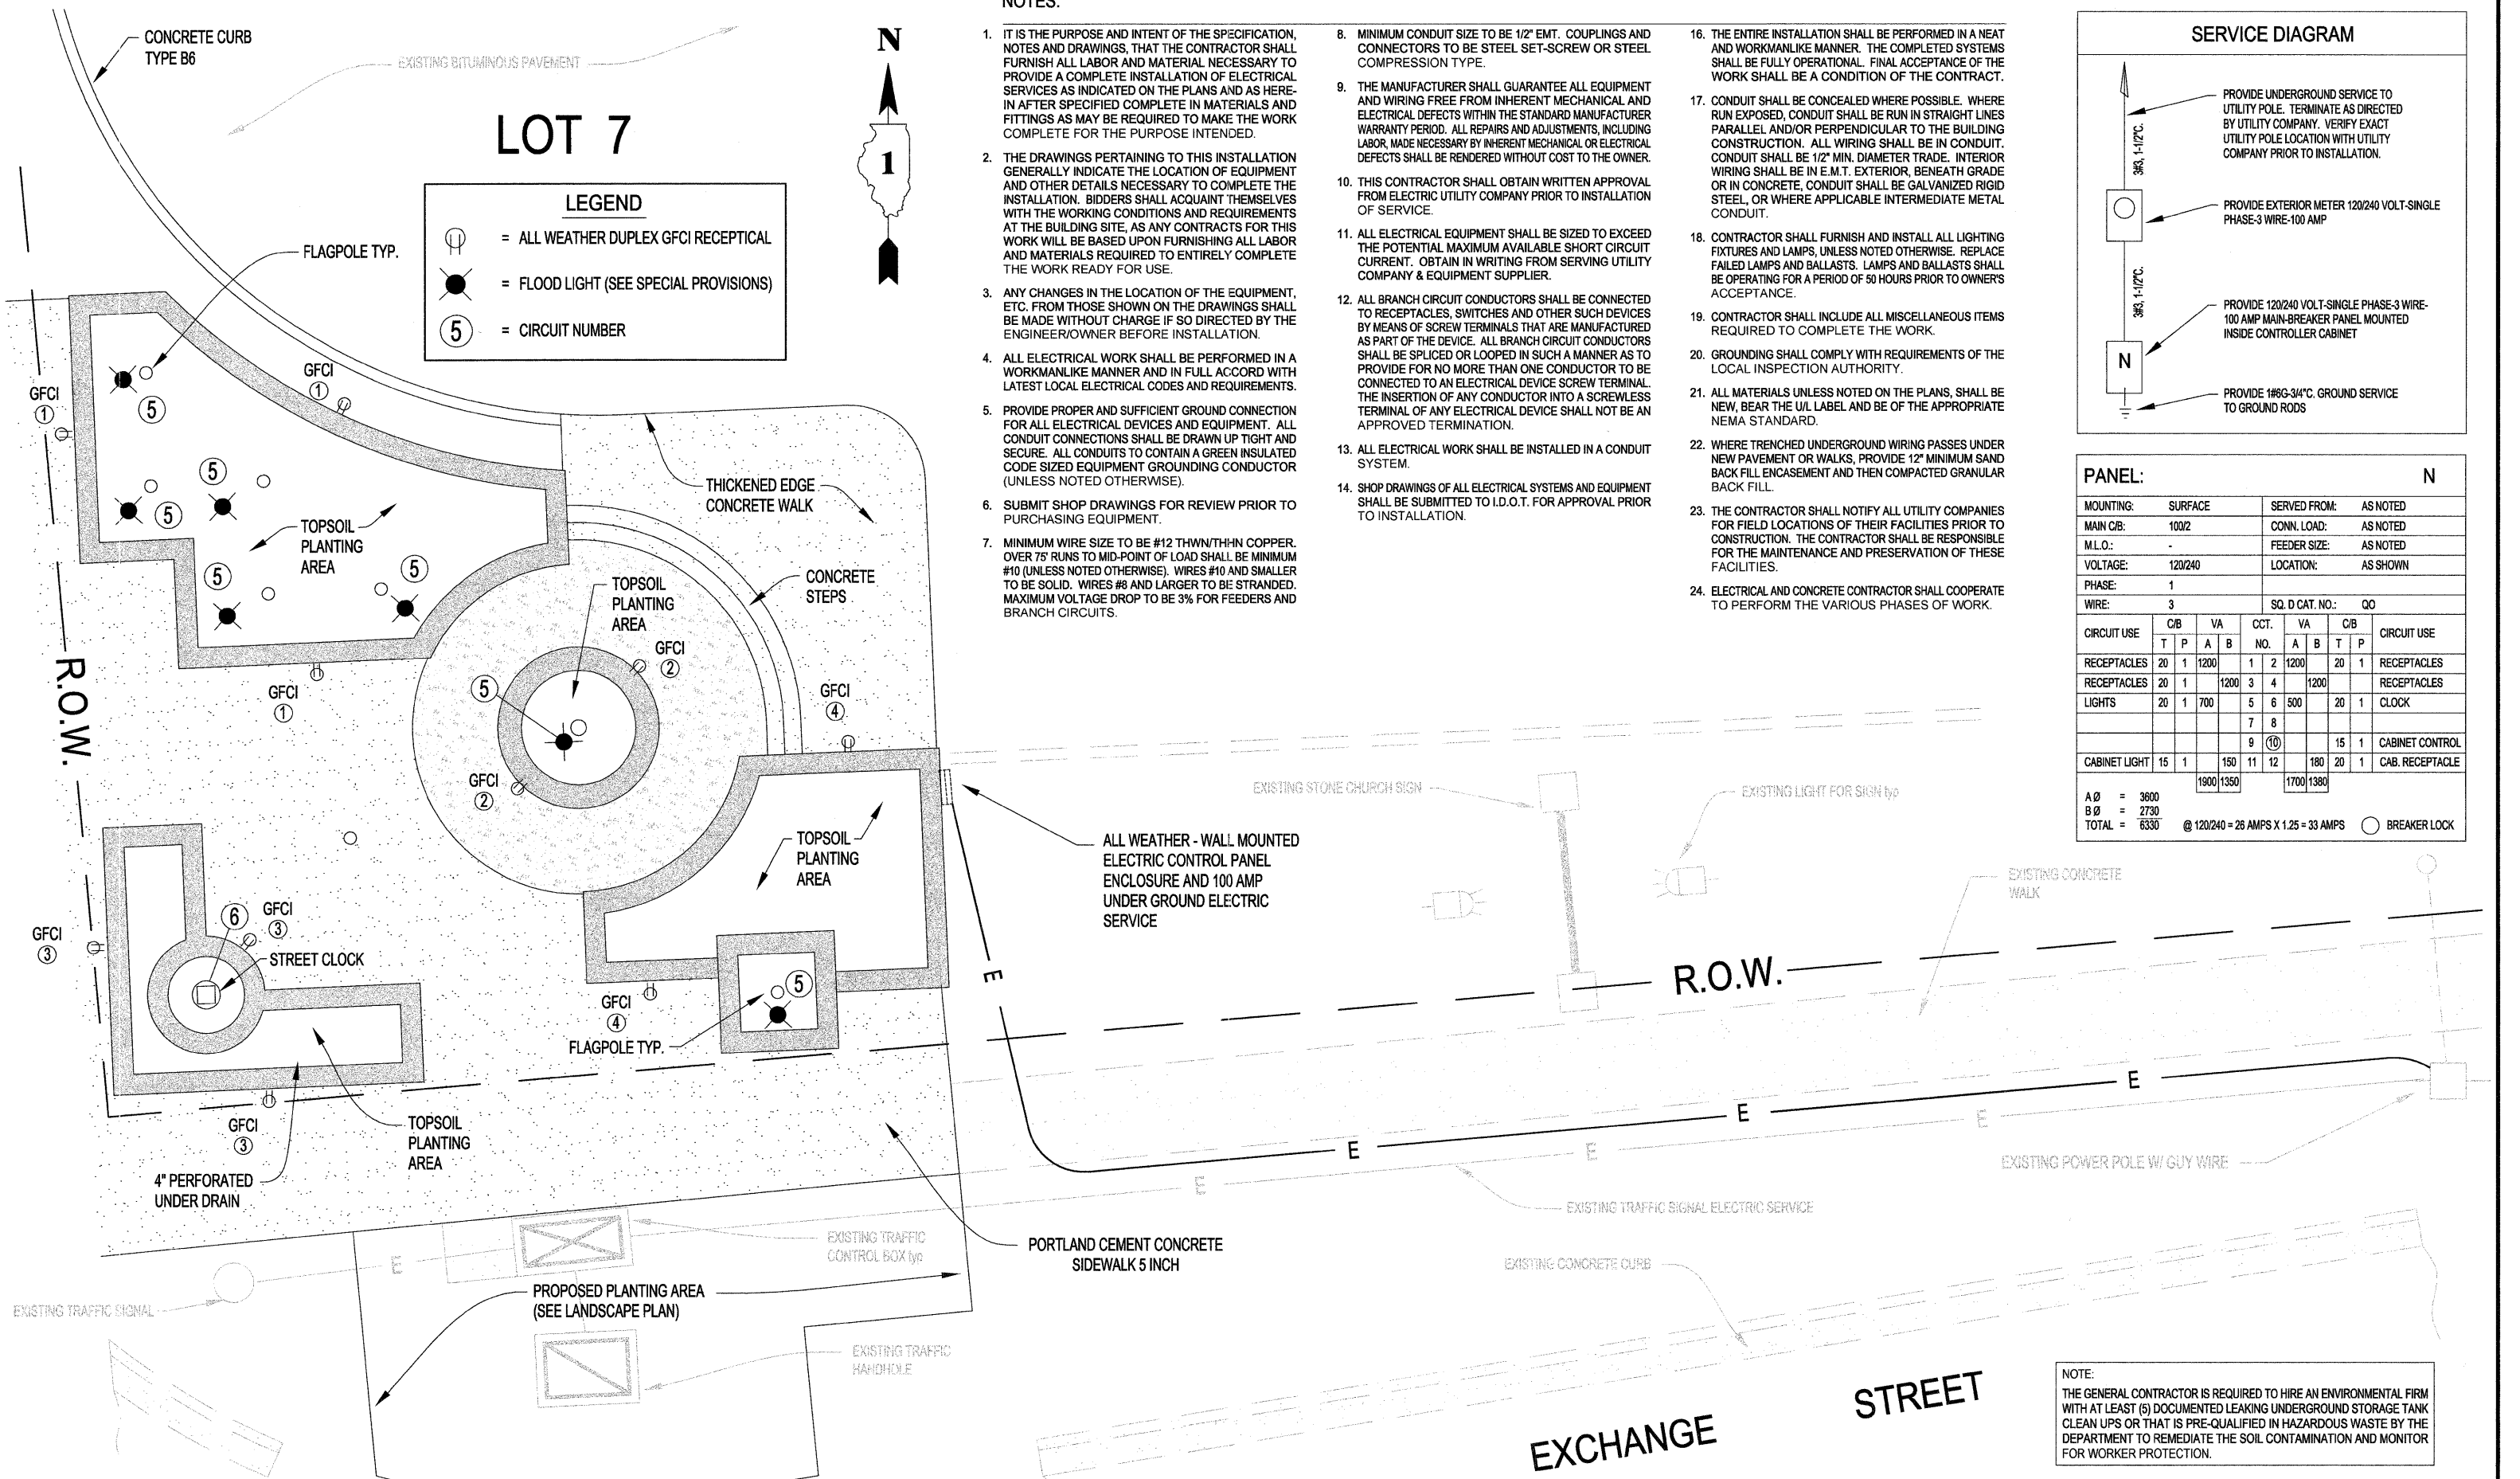 NOTES:
1. IT IS THE PURPOSE AND INTENT OF THE SPECIFICATION,
NOTES AND DRAWINGS, THAT THE CONTRACTOR SHALL
FURNISH ALL LABOR AND MATERIAL NECESSARY TO
PROVIDE A COMPLETE INSTALLATION OF ELECTRICAL
SERVICES AS INDICATED ON THE PLANS AND AS HERE-
IN AFTER SPECIFIED COMPLETE IN MATERIALS AND
FITTINGS AS MAY BE REQUIRED TO MAKE THE WORK
COMPLETE FOR THE PURPOSE INTENDED.
2. THE DRAWINGS PERTAINING TO THIS INSTALLATION
GENERALLY INDICATE THE LOCATION OF EQUIPMENT
AND OTHER DETAILS NECESSARY TO COMPLETE THE
INSTALLATION. BIDDERS SHALL ACQUAINT THEMSELVES
WITH THE WORKING CONDITIONS AND REQUIREMENTS
AT THE BUILDING SITE, AS ANY CONTRACTS FOR THIS
WORK WILL BE BASED UPON FURNISHING ALL LABOR
AND MATERIALS REQUIRED TO ENTIRELY COMPLETE
THE WORK READY FOR USE.
3. ANY CHANGES IN THE LOCATION OF THE EQUIPMENT,
ETC. FROM THOSE SHOWN ON THE DRAWINGS SHALL
BE MADE WITHOUT CHARGE IF SO DIRECTED BY THE
ENGINEER/OWNER BEFORE INSTALLATION.
4. ALL ELECTRICAL WORK SHALL BE PERFORMED IN A
WORKMANLIKE MANNER AND IN FULL ACCORD WITH
LATEST LOCAL ELECTRICAL CODES AND REQUIREMENTS.
5. PROVIDE PROPER AND SUFFICIENT GROUND CONNECTION
FOR ALL ELECTRICAL DEVICES AND EQUIPMENT. ALL
CONDUIT CONNECTIONS SHALL BE DRAWN UP TIGHT AND
SECURE. ALL CONDUITS TO CONTAIN A GREEN INSULATED
CODE SIZED EQUIPMENT GROUNDING CONDUCTOR
(UNLESS NOTED OTHERWISE).
6. SUBMIT SHOP DRAWINGS FOR REVIEW PRIOR TO
PURCHASING EQUIPMENT.
7. MINIMUM WIRE SIZE TO BE #12 THWN/THHN COPPER.
OVER 75' RUNS TO MID-POINT OF LOAD SHALL BE MINIMUM
#10 (UNLESS NOTED OTHERWISE). WIRES #10 AND SMALLER
TO BE SOLID. WIRES #8 AND LARGER TO BE STRANDED.
MAXIMUM VOLTAGE DROP TO BE 3% FOR FEEDERS AND
BRANCH CIRCUITS.
8. MINIMUM CONDUIT SIZE TO BE 1/2" EMT. COUPLINGS AND
CONNECTORS TO BE STEEL SET-SCREW OR STEEL
COMPRESSION TYPE.
9. THE MANUFACTURER SHALL GUARANTEE ALL EQUIPMENT
AND WIRING FREE FROM INHERENT MECHANICAL AND
ELECTRICAL DEFECTS WITHIN THE STANDARD MANUFACTURER
WARRANTY PERIOD. ALL REPAIRS AND ADJUSTMENTS, INCLUDING
LABOR, MADE NECESSARY BY INHERENT MECHANICAL OR ELECTRICAL
DEFECTS SHALL BE RENDERED WITHOUT COST TO THE OWNER.
10. THIS CONTRACTOR SHALL OBTAIN WRITTEN APPROVAL
FROM ELECTRIC UTILITY COMPANY PRIOR TO INSTALLATION
OF SERVICE.
11. ALL ELECTRICAL EQUIPMENT SHALL BE SIZED TO EXCEED
THE POTENTIAL MAXIMUM AVAILABLE SHORT CIRCUIT
CURRENT. OBTAIN IN WRITING FROM SERVING UTILITY
COMPANY & EQUIPMENT SUPPLIER.
12. ALL BRANCH CIRCUIT CONDUCTORS SHALL BE CONNECTED
TO RECEPTACLES, SWITCHES AND OTHER SUCH DEVICES
BY MEANS OF SCREW TERMINALS THAT ARE MANUFACTURED
AS PART OF THE DEVICE. ALL BRANCH CIRCUIT CONDUCTORS
SHALL BE SPLICED OR LOOPED IN SUCH A MANNER AS TO
PROVIDE FOR NO MORE THAN ONE CONDUCTOR TO BE
CONNECTED TO AN ELECTRICAL DEVICE SCREW TERMINAL.
THE INSERTION OF ANY CONDUCTOR INTO A SCREWLESS
TERMINAL OF ANY ELECTRICAL DEVICE SHALL NOT BE AN
APPROVED TERMINATION.
13. ALL ELECTRICAL WORK SHALL BE INSTALLED IN A CONDUIT
SYSTEM.
14. SHOP DRAWINGS OF ALL ELECTRICAL SYSTEMS AND EQUIPMENT
SHALL BE SUBMITTED TO I.D.O.T. FOR APPROVAL PRIOR
TO INSTALLATION.
16. THE ENTIRE INSTALLATION SHALL BE PERFORMED IN A NEAT
AND WORKMANLIKE MANNER. THE COMPLETED SYSTEMS
SHALL BE FULLY OPERATIONAL. FINAL ACCEPTANCE OF THE
WORK SHALL BE A CONDITION OF THE CONTRACT.
17. CONDUIT SHALL BE CONCEALED WHERE POSSIBLE. WHERE
RUN EXPOSED, CONDUIT SHALL BE RUN IN STRAIGHT LINES
PARALLEL AND/OR PERPENDICULAR TO THE BUILDING
CONSTRUCTION. ALL WIRING SHALL BE IN CONDUIT.
CONDUIT SHALL BE 1/2" MIN. DIAMETER TRADE. INTERIOR
WIRING SHALL BE IN E.M.T. EXTERIOR, BENEATH GRADE
OR IN CONCRETE, CONDUIT SHALL BE GALVANIZED RIGID
STEEL, OR WHERE APPLICABLE INTERMEDIATE METAL
CONDUIT.
18. CONTRACTOR SHALL FURNISH AND INSTALL ALL LIGHTING
FIXTURES AND LAMPS, UNLESS NOTED OTHERWISE. REPLACE
FAILED LAMPS AND BALLASTS. LAMPS AND BALLASTS SHALL
BE OPERATING FOR A PERIOD OF 50 HOURS PRIOR TO OWNER'S
ACCEPTANCE.
19. CONTRACTOR SHALL INCLUDE ALL MISCELLANEOUS ITEMS
REQUIRED TO COMPLETE THE WORK.
20. GROUNDING SHALL COMPLY WITH REQUIREMENTS OF THE
LOCAL INSPECTION AUTHORITY.
21. ALL MATERIALS UNLESS NOTED ON THE PLANS, SHALL BE
NEW, BEAR THE U/L LABEL AND BE OF THE APPROPRIATE
NEMA STANDARD.
22. WHERE TRENCHED UNDERGROUND WIRING PASSES UNDER
NEW PAVEMENT OR WALKS, PROVIDE 12" MINIMUM SAND
BACK FILL ENCASEMENT AND THEN COMPACTED GRANULAR
BACK FILL.
23. THE CONTRACTOR SHALL NOTIFY ALL UTILITY COMPANIES
FOR FIELD LOCATIONS OF THEIR FACILITIES PRIOR TO
CONSTRUCTION. THE CONTRACTOR SHALL BE RESPONSIBLE
FOR THE MAINTENANCE AND PRESERVATION OF THESE
FACILITIES.
24. ELECTRICAL AND CONCRETE CONTRACTOR SHALL COOPERATE
TO PERFORM THE VARIOUS PHASES OF WORK.
SERVICE DIAGRAM
PROVIDE UNDERGROUND SERVICE TO
UTILITY POLE. TERMINATE AS DIRECTED
BY UTILITY COMPANY. VERIFY EXACT
UTILITY POLE LOCATION WITH UTILITY
COMPANY PRIOR TO INSTALLATION.
3#3, 1-1/2"C.
PROVIDE EXTERIOR METER 120/240 VOLT-SINGLE
PHASE-3 WIRE-100 AMP
3#3, 1-1/2"C.
PROVIDE 120/240 VOLT-SINGLE PHASE-3 WIRE-
100 AMP MAIN-BREAKER PANEL MOUNTED
INSIDE CONTROLLER CABINET
N
PROVIDE 1#6G-3/4"C. GROUND SERVICE
TO GROUND RODS
PANEL: N
MOUNTING: SURFACE SERVED FROM: AS NOTED
MAIN C/B: 100/2 CONN. LOAD: AS NOTED
M.L.O.: - FEEDER SIZE: AS NOTED
VOLTAGE: 120/240 LOCATION: AS SHOWN
PHASE: 1
WIRE: 3 SQ. D CAT. NO.: QO
CIRCUIT USE C/B VA CCT. VA C/B CIRCUIT USE
T P A B NO. A B T P
RECEPTACLES 20 1 1200 1 2 1200 20 1 RECEPTACLES
RECEPTACLES 20 1 1200 3 4 1200 RECEPTACLES
LIGHTS 20 1 700 5 6 500 20 1 CLOCK
7 8
9 10 15 1 CABINET CONTROL
CABINET LIGHT 15 1 150 11 12 180 20 1 CAB. RECEPTACLE
1900 1350 1700 1380
A Ø = 3600
B Ø = 2730
TOTAL = 6330 @ 120/240 = 26 AMPS X 1.25 = 33 AMPS BREAKER LOCK
CONCRETE CURB
TYPE B6
EXISTING BITUMINOUS PAVEMENT
LOT 7
N
1
LEGEND
= ALL WEATHER DUPLEX GFCI RECEPTICAL
= FLOOD LIGHT (SEE SPECIAL PROVISIONS)
5 = CIRCUIT NUMBER
FLAGPOLE TYP.
GFCI
1
GFCI
1
5
5
5
TOPSOIL
PLANTING
AREA
THICKENED EDGE
CONCRETE WALK
5
5
TOPSOIL
PLANTING
AREA
CONCRETE
STEPS
R.O.W.
GFCI
1
5
GFCI
2
GFCI
4
GFCI
2
TOPSOIL
PLANTING
AREA
ALL WEATHER - WALL MOUNTED
ELECTRIC CONTROL PANEL
ENCLOSURE AND 100 AMP
UNDER GROUND ELECTRIC
SERVICE
EXISTING STONE CHURCH SIGN
EXISTING LIGHT FOR SIGN typ
EXISTING CONCRETE
WALK
GFCI
3
6
GFCI
3
STREET CLOCK
GFCI
4
5
FLAGPOLE TYP.
E
R.O.W.
GFCI
3
TOPSOIL
PLANTING
AREA
4" PERFORATED
UNDER DRAIN
E
E
E
E
E
E
EXISTING POWER POLE W/ GUY WIRE
EXISTING TRAFFIC SIGNAL ELECTRIC SERVICE
EXISTING TRAFFIC
CONTROL BOX typ
PORTLAND CEMENT CONCRETE
SIDEWALK 5 INCH
EXISTING CONCRETE CURB
E
EXISTING TRAFFIC SIGNAL
PROPOSED PLANTING AREA
(SEE LANDSCAPE PLAN)
EXISTING TRAFFIC
HANDHOLE
EXCHANGE STREET
NOTE:
THE GENERAL CONTRACTOR IS REQUIRED TO HIRE AN ENVIRONMENTAL FIRM
WITH AT LEAST (5) DOCUMENTED LEAKING UNDERGROUND STORAGE TANK
CLEAN UPS OR THAT IS PRE-QUALIFIED IN HAZARDOUS WASTE BY THE
DEPARTMENT TO REMEDIATE THE SOIL CONTAMINATION AND MONITOR
FOR WORKER PROTECTION.